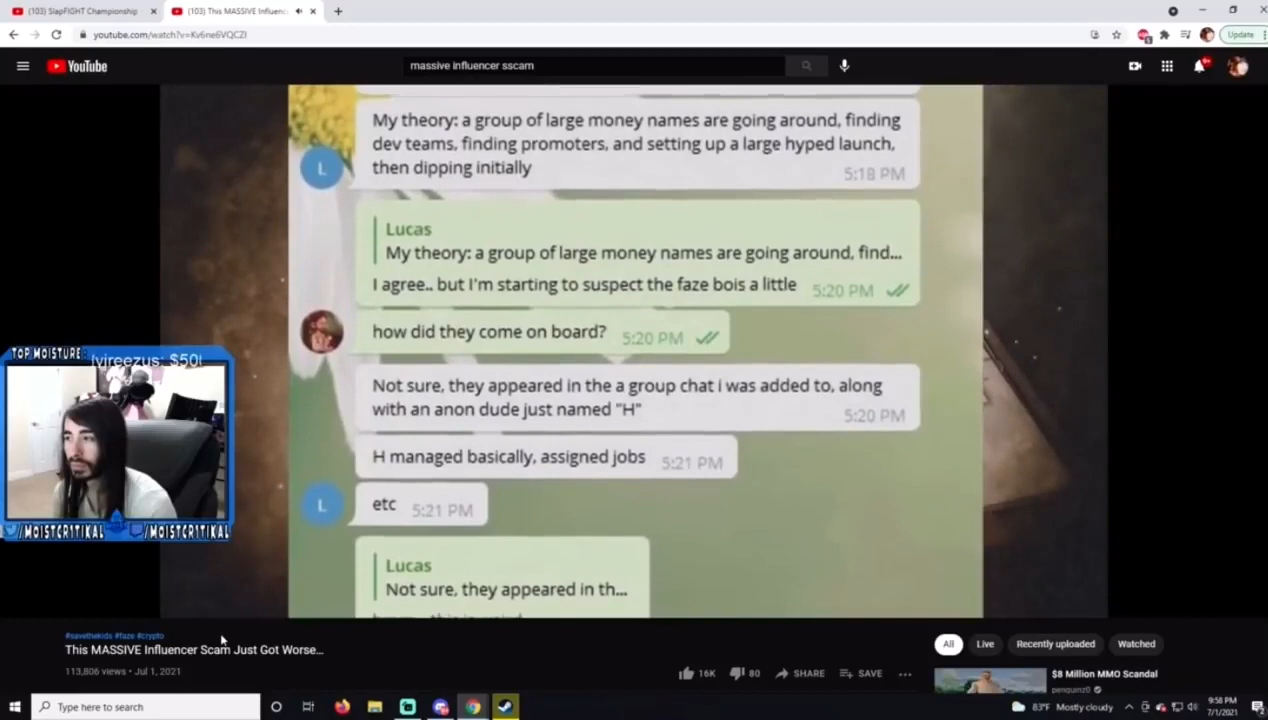 (103) SlapFIGHT Championship
(103) This MASSIVE Influenc
youtube.com/watch?v=Kv6ne6VQCZI
Update
YouTube
massive influencer sscam
9+
My theory: a group of large money names are going around, finding
dev teams, finding promoters, and setting up a large hyped launch,
then dipping initially
5:18 PM
L
Lucas
My theory: a group of large money names are going around, find...
I agree.. but I'm starting to suspect the faze bois a little
5:20 PM
how did they come on board?
5:20 PM
Not sure, they appeared in the a group chat i was added to, along
with an anon dude just named "H"
5:20 PM
H managed basically, assigned jobs
5:21 PM
L
etc
5:21 PM
Lucas
Not sure, they appeared in th...
TOP MOISTURE:
lvireezus: $50
/MOISTCR1TIKAL
/MOISTCR1TIKAL
#savethekids #faze #crypto
This MASSIVE Influencer Scam Just Got Worse...
113,806 views • Jul 1, 2021
16K
80
SHARE
SAVE
All
Live
Recently uploaded
Watched
$8 Million MMO Scandal
penguinz0
Type here to search
83°F Mostly cloudy
9:58 PM
7/1/2021
2